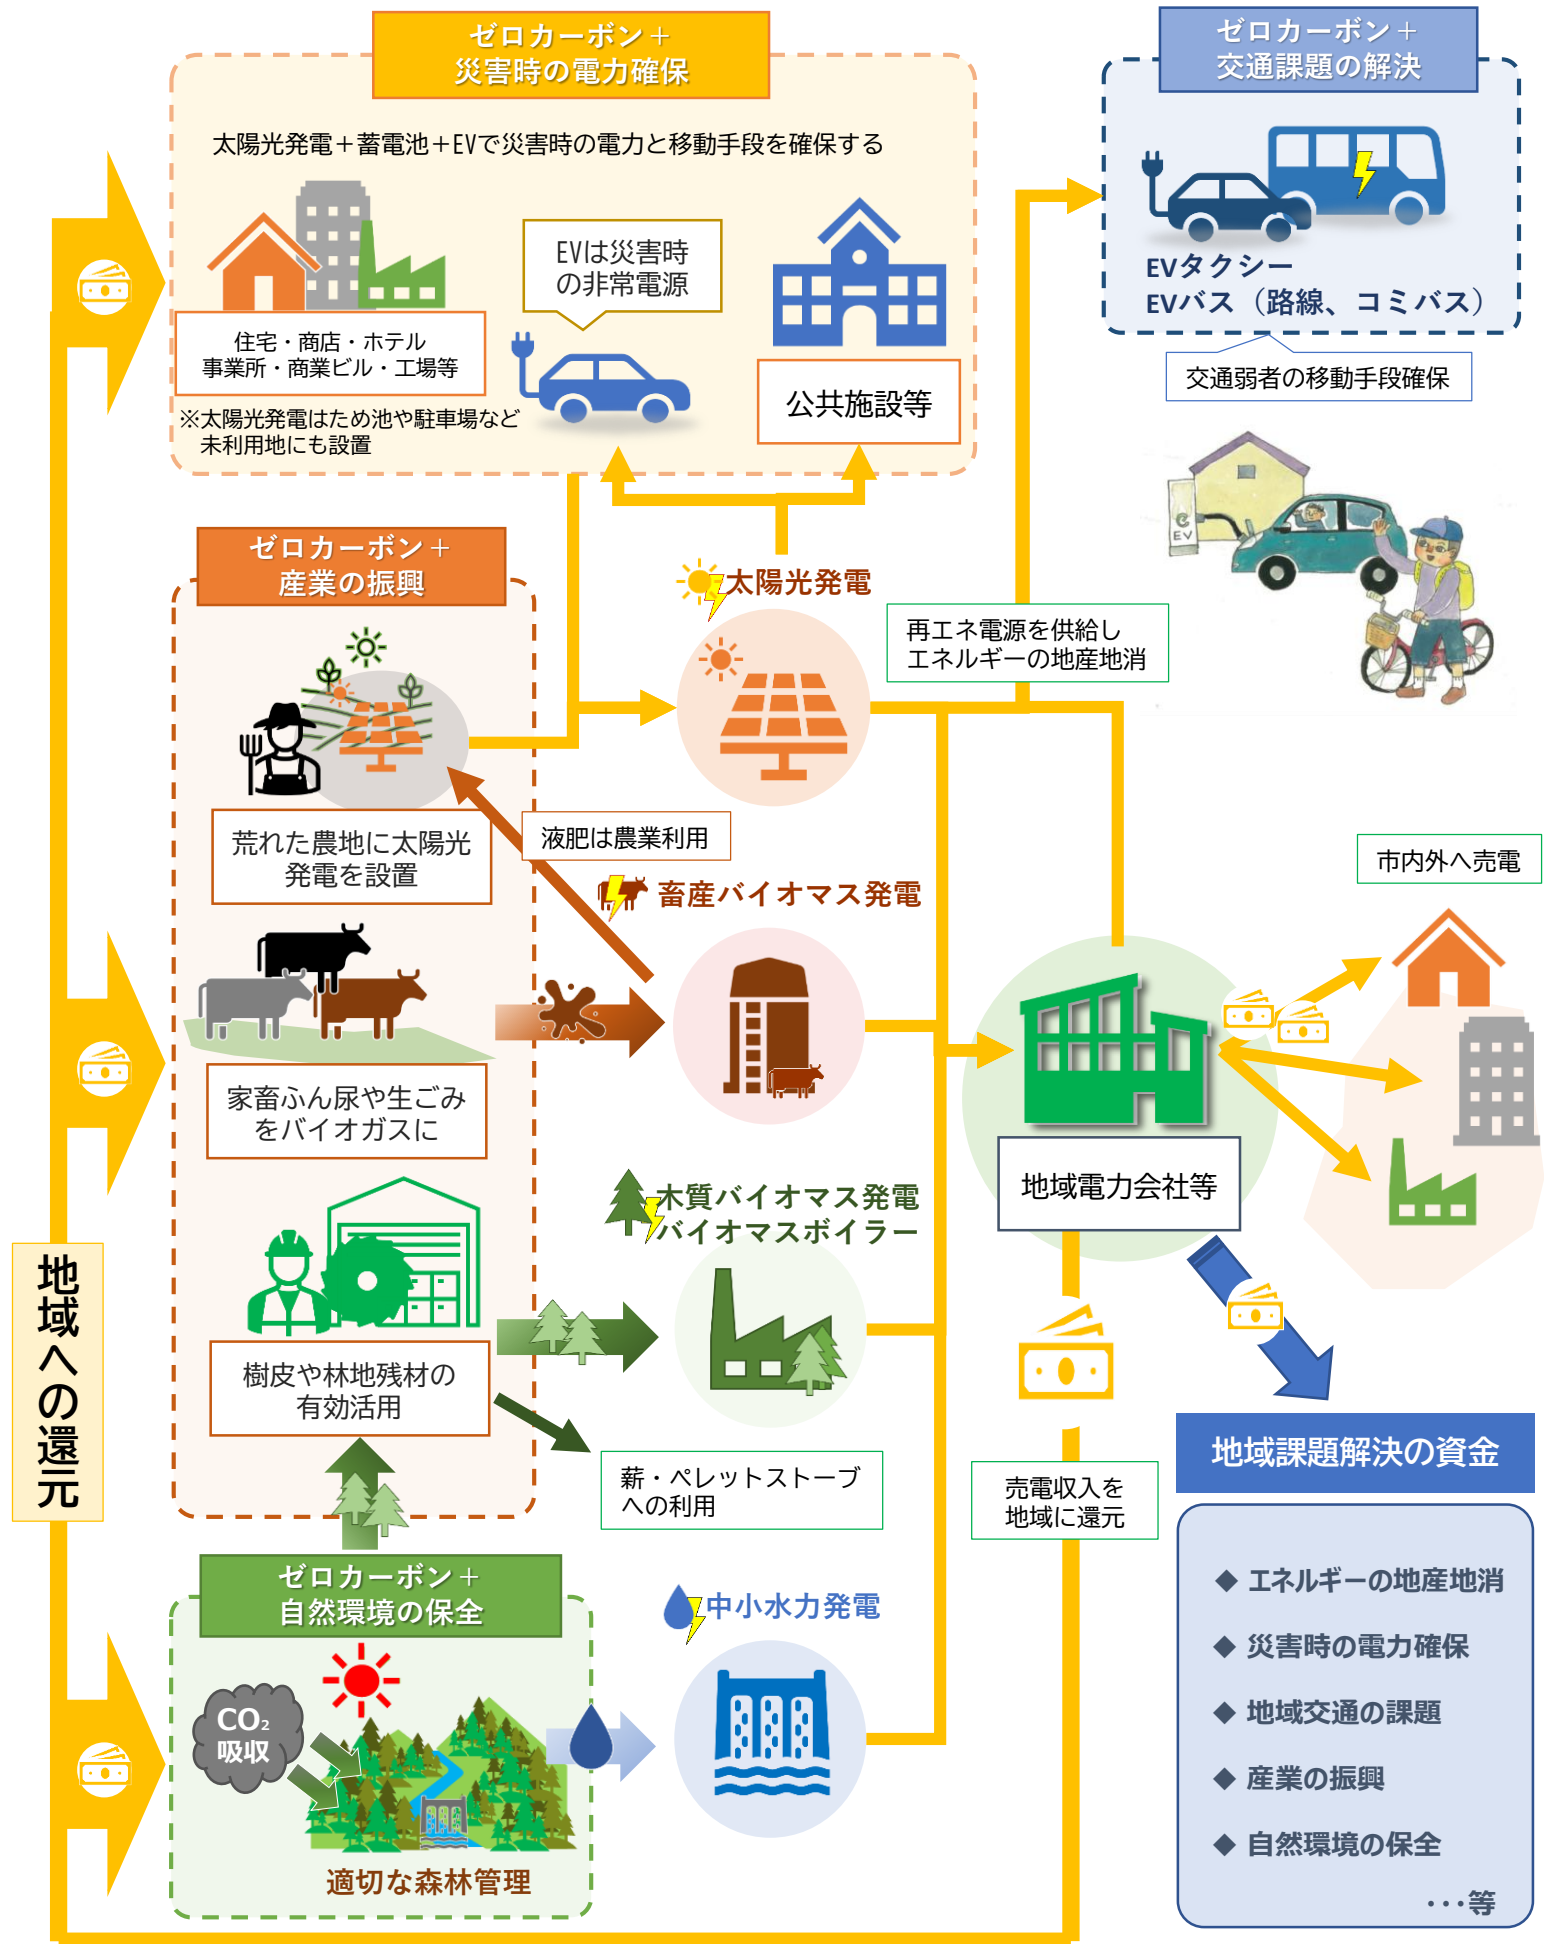 ゼロカーボン＋
災害時の電力確保
太陽光発電＋蓄電池＋EVで災害時の電力と移動手段を確保する
EVは災害時
の非常電源
住宅・商店・ホテル
事業所・商業ビル・工場等
※太陽光発電はため池や駐車場など
未利用地にも設置
公共施設等
ゼロカーボン＋
交通課題の解決
EVタクシー
EVバス（路線、コミバス）
交通弱者の移動手段確保
e
EV
ゼロカーボン＋
産業の振興
太陽光発電
再エネ電源を供給し
エネルギーの地産地消
荒れた農地に太陽光
発電を設置
液肥は農業利用
畜産バイオマス発電
市内外へ売電
家畜ふん尿や生ごみ
をバイオガスに
木質バイオマス発電
バイオマスボイラー
地域電力会社等
地域への還元
樹皮や林地残材の
有効活用
薪・ペレットストーブ
への利用
売電収入を
地域に還元
地域課題解決の資金
◆ エネルギーの地産地消
◆ 災害時の電力確保
◆ 地域交通の課題
◆ 産業の振興
◆ 自然環境の保全
・・・等
ゼロカーボン＋
自然環境の保全
中小水力発電
CO₂
吸収
適切な森林管理